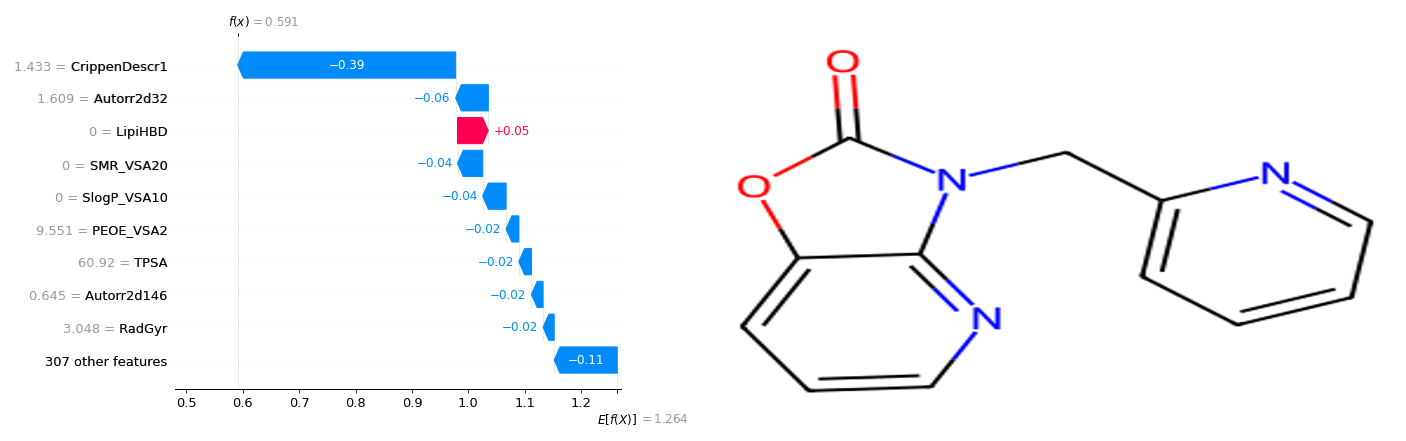 f(x) = 0.591
1.433 = CrippenDescr1
−0.39
1.609 = Autorr2d32
−0.06
0 = LipiHBD
+0.05
0 = SMR_VSA20
−0.04
0 = SlogP_VSA10
−0.04
9.551 = PEOE_VSA2
−0.02
60.92 = TPSA
−0.02
0.645 = Autorr2d146
−0.02
3.048 = RadGyr
−0.02
307 other features
−0.11
0.5 0.6 0.7 0.8 0.9 1.0 1.1 1.2
E[f(X)] = 1.264
O
O
N
N
N